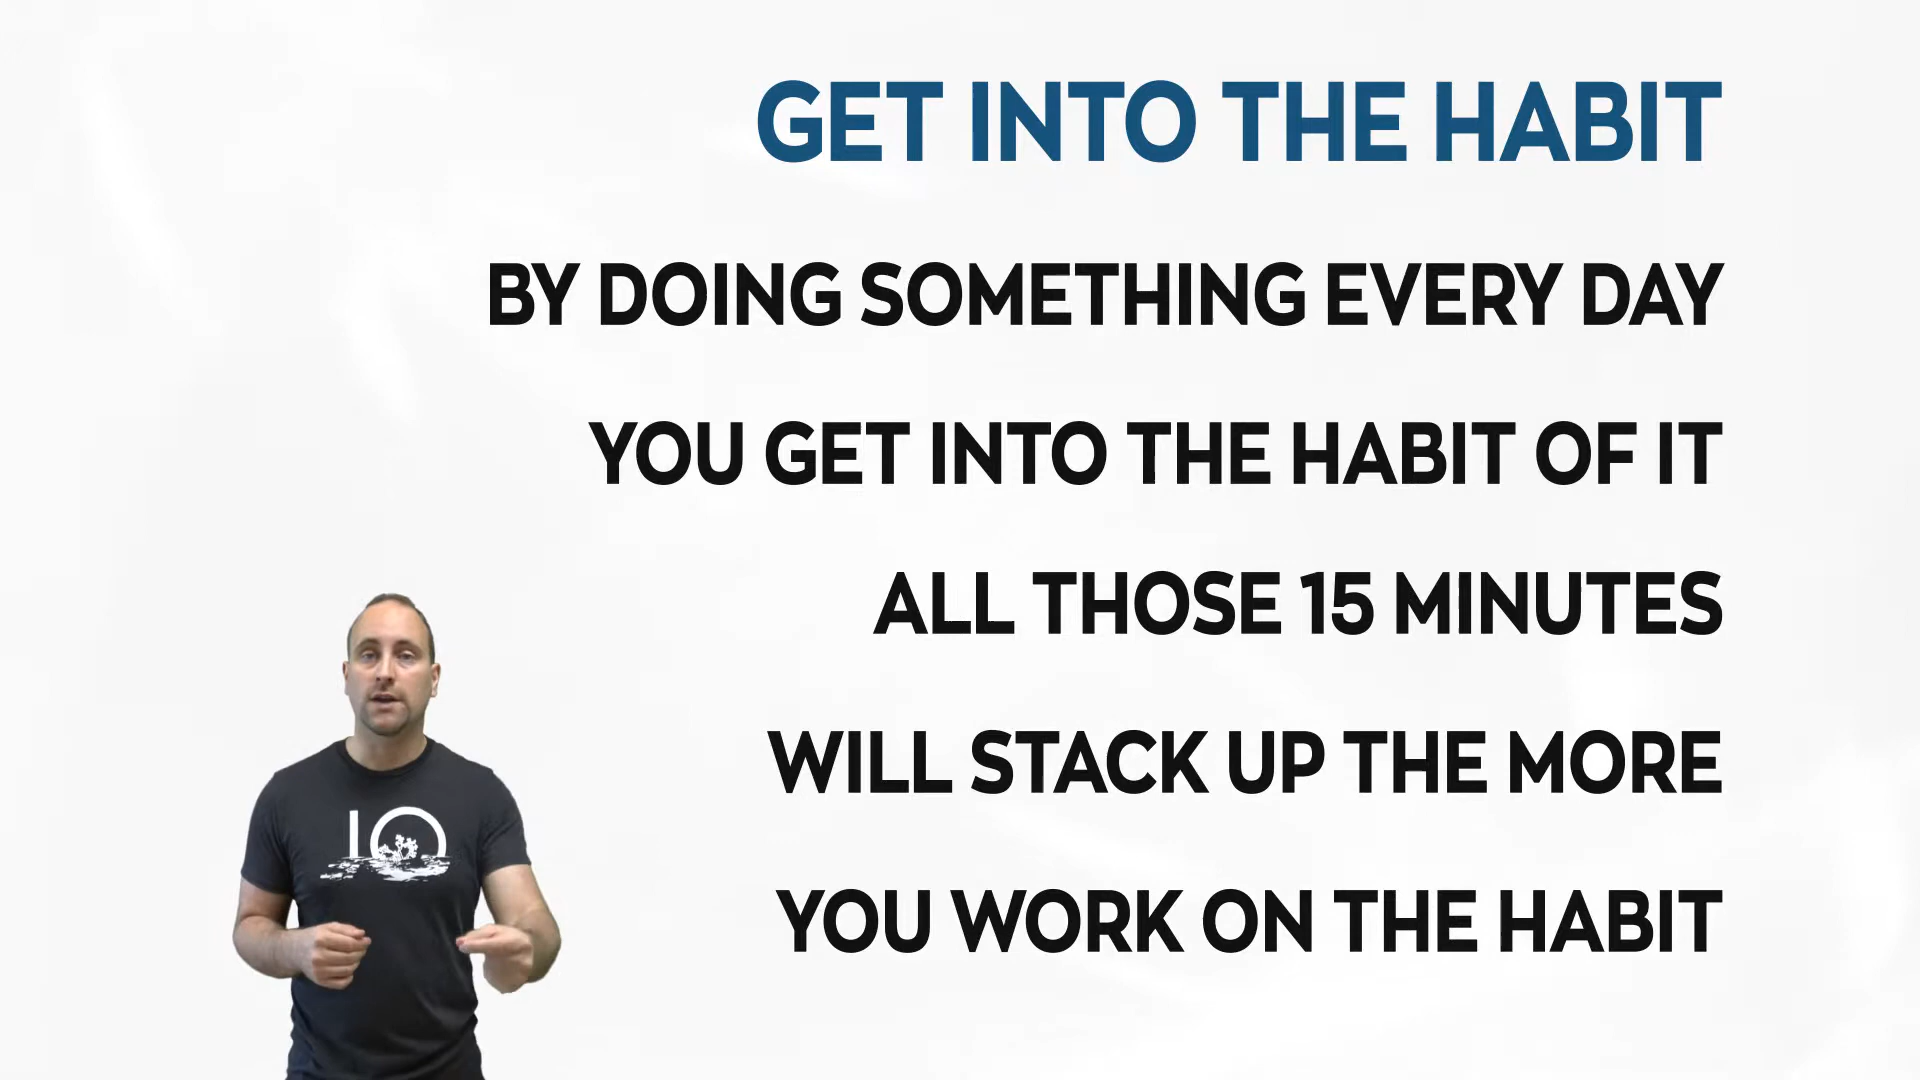 GET INTO THE HABIT
BY DOING SOMETHING EVERY DAY
YOU GET INTO THE HABIT OF IT
ALL THOSE 15 MINUTES
WILL STACK UP THE MORE
YOU WORK ON THE HABIT